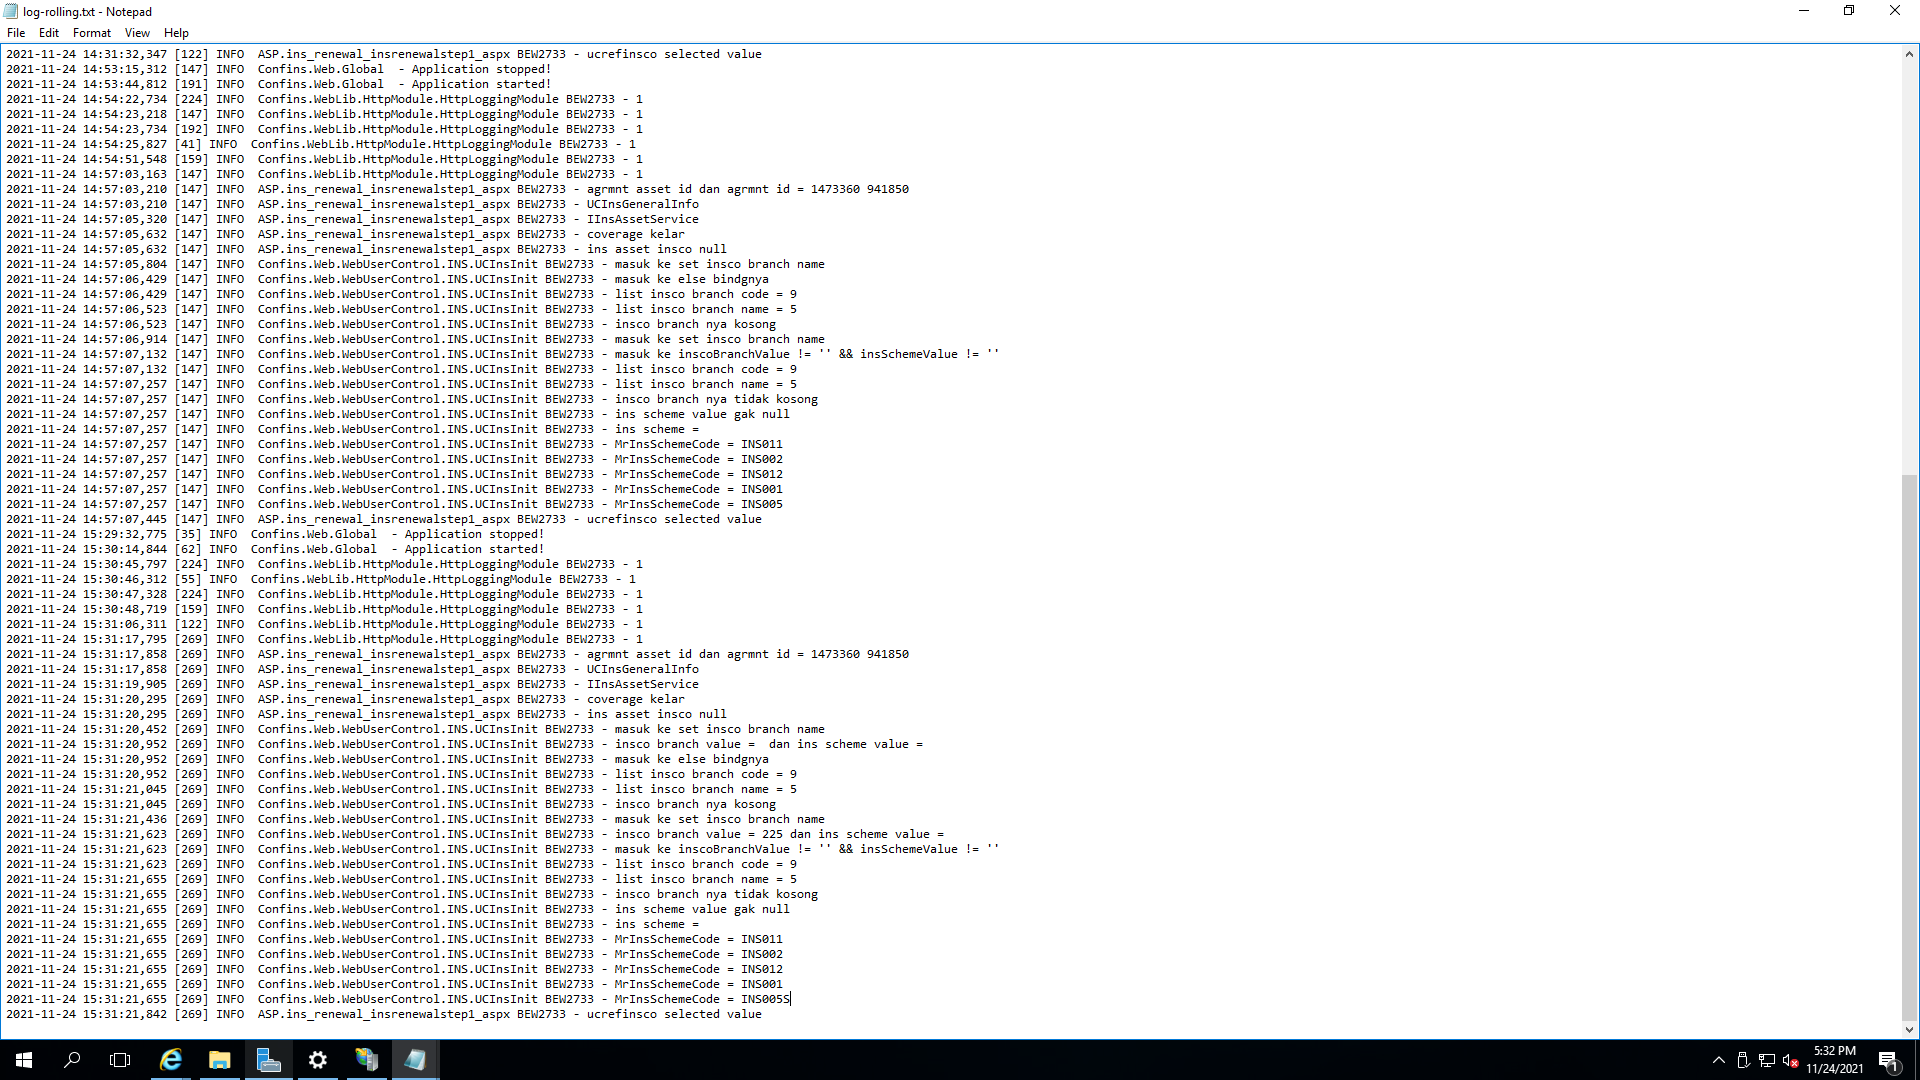 log-rolling.txt - Notepad
File Edit Format View Help
2021-11-24 14:31:32,347 [122] INFO  ASP.ins_renewal_insrenewalstep1_aspx BEW2733 - ucrefinsco selected value
2021-11-24 14:53:15,312 [147] INFO  Confins.Web.Global  - Application stopped!
2021-11-24 14:53:44,812 [191] INFO  Confins.Web.Global  - Application started!
2021-11-24 14:54:22,734 [224] INFO  Confins.WebLib.HttpModule.HttpLoggingModule BEW2733 - 1
2021-11-24 14:54:23,218 [147] INFO  Confins.WebLib.HttpModule.HttpLoggingModule BEW2733 - 1
2021-11-24 14:54:23,734 [192] INFO  Confins.WebLib.HttpModule.HttpLoggingModule BEW2733 - 1
2021-11-24 14:54:25,827 [41] INFO  Confins.WebLib.HttpModule.HttpLoggingModule BEW2733 - 1
2021-11-24 14:54:51,548 [159] INFO  Confins.WebLib.HttpModule.HttpLoggingModule BEW2733 - 1
2021-11-24 14:57:03,163 [147] INFO  Confins.WebLib.HttpModule.HttpLoggingModule BEW2733 - 1
2021-11-24 14:57:03,210 [147] INFO  ASP.ins_renewal_insrenewalstep1_aspx BEW2733 - agrmnt asset id dan agrmnt id = 1473360 941850
2021-11-24 14:57:03,210 [147] INFO  ASP.ins_renewal_insrenewalstep1_aspx BEW2733 - UCInsGeneralInfo
2021-11-24 14:57:05,320 [147] INFO  ASP.ins_renewal_insrenewalstep1_aspx BEW2733 - IInsAssetService
2021-11-24 14:57:05,632 [147] INFO  ASP.ins_renewal_insrenewalstep1_aspx BEW2733 - coverage kelar
2021-11-24 14:57:05,632 [147] INFO  ASP.ins_renewal_insrenewalstep1_aspx BEW2733 - ins asset insco null
2021-11-24 14:57:05,804 [147] INFO  Confins.Web.WebUserControl.INS.UCInsInit BEW2733 - masuk ke set insco branch name
2021-11-24 14:57:06,429 [147] INFO  Confins.Web.WebUserControl.INS.UCInsInit BEW2733 - masuk ke else bindgnya
2021-11-24 14:57:06,429 [147] INFO  Confins.Web.WebUserControl.INS.UCInsInit BEW2733 - list insco branch code = 9
2021-11-24 14:57:06,523 [147] INFO  Confins.Web.WebUserControl.INS.UCInsInit BEW2733 - list insco branch name = 5
2021-11-24 14:57:06,523 [147] INFO  Confins.Web.WebUserControl.INS.UCInsInit BEW2733 - insco branch nya kosong
2021-11-24 14:57:06,914 [147] INFO  Confins.Web.WebUserControl.INS.UCInsInit BEW2733 - masuk ke set insco branch name
2021-11-24 14:57:07,132 [147] INFO  Confins.Web.WebUserControl.INS.UCInsInit BEW2733 - masuk ke inscoBranchValue != '' && insSchemeValue != ''
2021-11-24 14:57:07,132 [147] INFO  Confins.Web.WebUserControl.INS.UCInsInit BEW2733 - list insco branch code = 9
2021-11-24 14:57:07,257 [147] INFO  Confins.Web.WebUserControl.INS.UCInsInit BEW2733 - list insco branch name = 5
2021-11-24 14:57:07,257 [147] INFO  Confins.Web.WebUserControl.INS.UCInsInit BEW2733 - insco branch nya tidak kosong
2021-11-24 14:57:07,257 [147] INFO  Confins.Web.WebUserControl.INS.UCInsInit BEW2733 - ins scheme value gak null
2021-11-24 14:57:07,257 [147] INFO  Confins.Web.WebUserControl.INS.UCInsInit BEW2733 - ins scheme =
2021-11-24 14:57:07,257 [147] INFO  Confins.Web.WebUserControl.INS.UCInsInit BEW2733 - MrInsSchemeCode = INS011
2021-11-24 14:57:07,257 [147] INFO  Confins.Web.WebUserControl.INS.UCInsInit BEW2733 - MrInsSchemeCode = INS002
2021-11-24 14:57:07,257 [147] INFO  Confins.Web.WebUserControl.INS.UCInsInit BEW2733 - MrInsSchemeCode = INS012
2021-11-24 14:57:07,257 [147] INFO  Confins.Web.WebUserControl.INS.UCInsInit BEW2733 - MrInsSchemeCode = INS001
2021-11-24 14:57:07,257 [147] INFO  Confins.Web.WebUserControl.INS.UCInsInit BEW2733 - MrInsSchemeCode = INS005
2021-11-24 14:57:07,445 [147] INFO  ASP.ins_renewal_insrenewalstep1_aspx BEW2733 - ucrefinsco selected value
2021-11-24 15:29:32,775 [35] INFO  Confins.Web.Global  - Application stopped!
2021-11-24 15:30:14,844 [62] INFO  Confins.Web.Global  - Application started!
2021-11-24 15:30:45,797 [224] INFO  Confins.WebLib.HttpModule.HttpLoggingModule BEW2733 - 1
2021-11-24 15:30:46,312 [55] INFO  Confins.WebLib.HttpModule.HttpLoggingModule BEW2733 - 1
2021-11-24 15:30:47,328 [224] INFO  Confins.WebLib.HttpModule.HttpLoggingModule BEW2733 - 1
2021-11-24 15:30:48,719 [159] INFO  Confins.WebLib.HttpModule.HttpLoggingModule BEW2733 - 1
2021-11-24 15:31:06,311 [122] INFO  Confins.WebLib.HttpModule.HttpLoggingModule BEW2733 - 1
2021-11-24 15:31:17,795 [269] INFO  Confins.WebLib.HttpModule.HttpLoggingModule BEW2733 - 1
2021-11-24 15:31:17,858 [269] INFO  ASP.ins_renewal_insrenewalstep1_aspx BEW2733 - agrmnt asset id dan agrmnt id = 1473360 941850
2021-11-24 15:31:17,858 [269] INFO  ASP.ins_renewal_insrenewalstep1_aspx BEW2733 - UCInsGeneralInfo
2021-11-24 15:31:19,905 [269] INFO  ASP.ins_renewal_insrenewalstep1_aspx BEW2733 - IInsAssetService
2021-11-24 15:31:20,295 [269] INFO  ASP.ins_renewal_insrenewalstep1_aspx BEW2733 - coverage kelar
2021-11-24 15:31:20,295 [269] INFO  ASP.ins_renewal_insrenewalstep1_aspx BEW2733 - ins asset insco null
2021-11-24 15:31:20,452 [269] INFO  Confins.Web.WebUserControl.INS.UCInsInit BEW2733 - masuk ke set insco branch name
2021-11-24 15:31:20,952 [269] INFO  Confins.Web.WebUserControl.INS.UCInsInit BEW2733 - insco branch value =  dan ins scheme value =
2021-11-24 15:31:20,952 [269] INFO  Confins.Web.WebUserControl.INS.UCInsInit BEW2733 - masuk ke else bindgnya
2021-11-24 15:31:20,952 [269] INFO  Confins.Web.WebUserControl.INS.UCInsInit BEW2733 - list insco branch code = 9
2021-11-24 15:31:21,045 [269] INFO  Confins.Web.WebUserControl.INS.UCInsInit BEW2733 - list insco branch name = 5
2021-11-24 15:31:21,045 [269] INFO  Confins.Web.WebUserControl.INS.UCInsInit BEW2733 - insco branch nya kosong
2021-11-24 15:31:21,436 [269] INFO  Confins.Web.WebUserControl.INS.UCInsInit BEW2733 - masuk ke set insco branch name
2021-11-24 15:31:21,623 [269] INFO  Confins.Web.WebUserControl.INS.UCInsInit BEW2733 - insco branch value = 225 dan ins scheme value =
2021-11-24 15:31:21,623 [269] INFO  Confins.Web.WebUserControl.INS.UCInsInit BEW2733 - masuk ke inscoBranchValue != '' && insSchemeValue != ''
2021-11-24 15:31:21,623 [269] INFO  Confins.Web.WebUserControl.INS.UCInsInit BEW2733 - list insco branch code = 9
2021-11-24 15:31:21,655 [269] INFO  Confins.Web.WebUserControl.INS.UCInsInit BEW2733 - list insco branch name = 5
2021-11-24 15:31:21,655 [269] INFO  Confins.Web.WebUserControl.INS.UCInsInit BEW2733 - insco branch nya tidak kosong
2021-11-24 15:31:21,655 [269] INFO  Confins.Web.WebUserControl.INS.UCInsInit BEW2733 - ins scheme value gak null
2021-11-24 15:31:21,655 [269] INFO  Confins.Web.WebUserControl.INS.UCInsInit BEW2733 - ins scheme =
2021-11-24 15:31:21,655 [269] INFO  Confins.Web.WebUserControl.INS.UCInsInit BEW2733 - MrInsSchemeCode = INS011
2021-11-24 15:31:21,655 [269] INFO  Confins.Web.WebUserControl.INS.UCInsInit BEW2733 - MrInsSchemeCode = INS002
2021-11-24 15:31:21,655 [269] INFO  Confins.Web.WebUserControl.INS.UCInsInit BEW2733 - MrInsSchemeCode = INS012
2021-11-24 15:31:21,655 [269] INFO  Confins.Web.WebUserControl.INS.UCInsInit BEW2733 - MrInsSchemeCode = INS001
2021-11-24 15:31:21,655 [269] INFO  Confins.Web.WebUserControl.INS.UCInsInit BEW2733 - MrInsSchemeCode = INS005S
2021-11-24 15:31:21,842 [269] INFO  ASP.ins_renewal_insrenewalstep1_aspx BEW2733 - ucrefinsco selected value
5:32 PM
11/24/2021
1